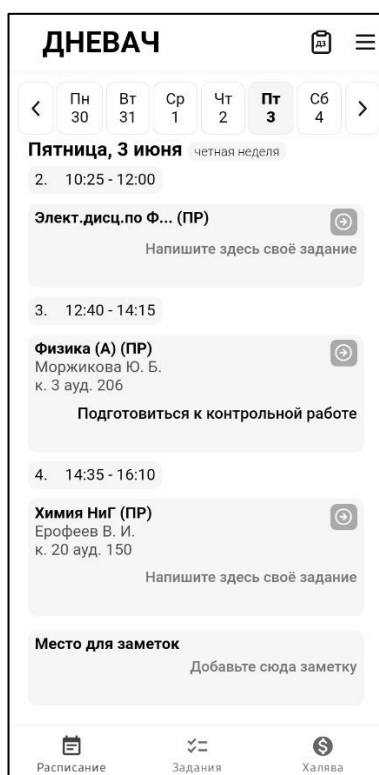 ДНЕВАЧ
ДЗ
Пн Вт Ср Чт Пт Сб
30 31 1 2 3 4
Пятница, 3 июня четная неделя
2. 10:25 - 12:00
Элект.дисц.по Ф... (ПР)
Напишите здесь своё задание
3. 12:40 - 14:15
Физика (А) (ПР)
Моржикова Ю. Б.
к. 3 ауд. 206
Подготовиться к контрольной работе
4. 14:35 - 16:10
Химия НиГ (ПР)
Ерофеев В. И.
к. 20 ауд. 150
Напишите здесь своё задание
Место для заметок
Добавьте сюда заметку
Расписание Задания Халява